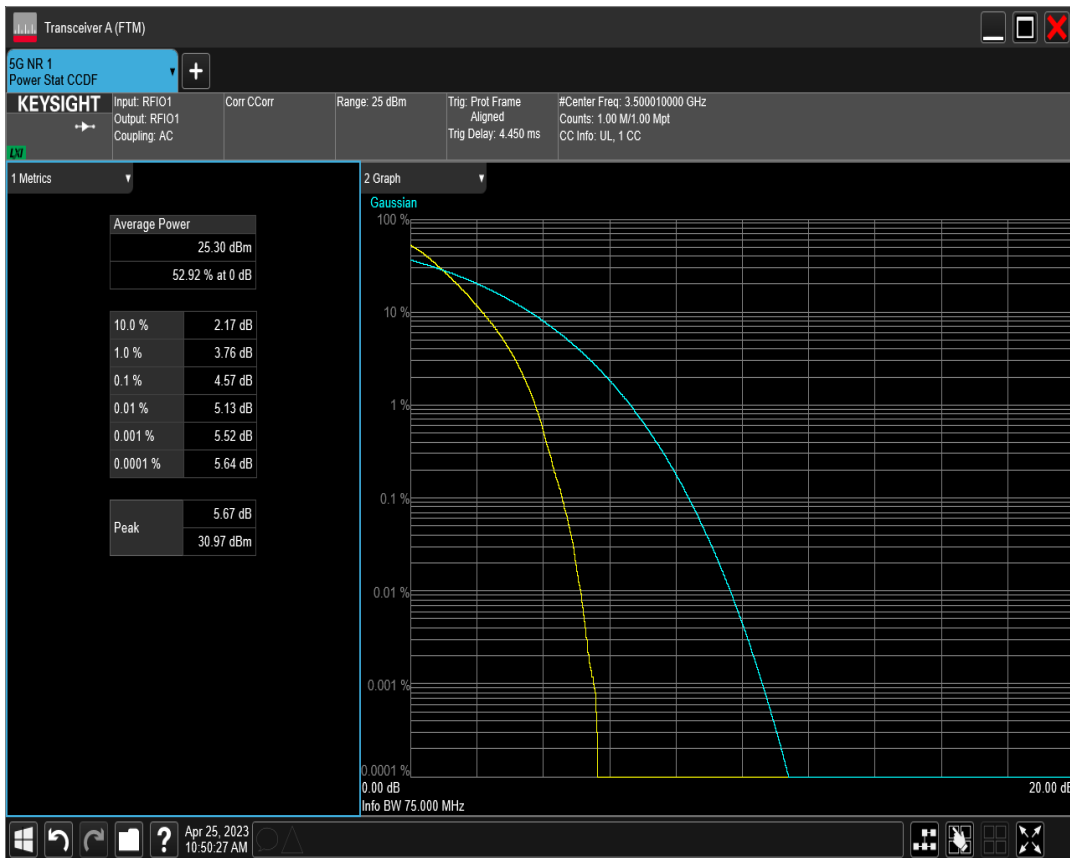 Transceiver A (FTM)
5G NR 1
Power Stat CCDF
+
KEYSIGHT
LXI
Input: RFIO1
Output: RFIO1
Coupling: AC
Corr CCorr
Range: 25 dBm
Trig: Prot Frame
Aligned
Trig Delay: 4.450 ms
#Center Freq: 3.500010000 GHz
Counts: 1.00 M/1.00 Mpt
CC Info: UL, 1 CC
1 Metrics
Average Power
25.30 dBm
52.92 % at 0 dB
10.0 % 2.17 dB
1.0 % 3.76 dB
0.1 % 4.57 dB
0.01 % 5.13 dB
0.001 % 5.52 dB
0.0001 % 5.64 dB
Peak 5.67 dB
30.97 dBm
2 Graph
Gaussian
100 %
10 %
1 %
0.1 %
0.01 %
0.001 %
0.0001 %
0.00 dB 20.00 dB
Info BW 75.000 MHz
? Apr 25, 2023
10:50:27 AM